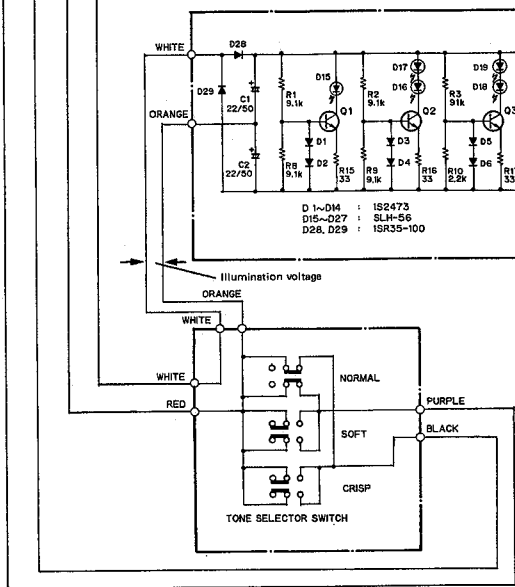 WHITE
D28
D29
C1
22/50
R1
9.1k
D15
Q1
R2
9.1k
D17
D16
Q2
R3
91k
D19
D18
Q3
ORANGE
C2
22/50
R8
9.1k
D1
D2
R15
33
R9
9.1k
D3
D4
R16
33
R10
2.2k
D5
D6
33
D1~D14 : 1S2473
D15~D27 : SLH-56
D28, D29 : 1SR35-100
Illumination voltage
ORANGE
WHITE
WHITE
RED
NORMAL
SOFT
CRISP
PURPLE
BLACK
TONE SELECTOR SWITCH